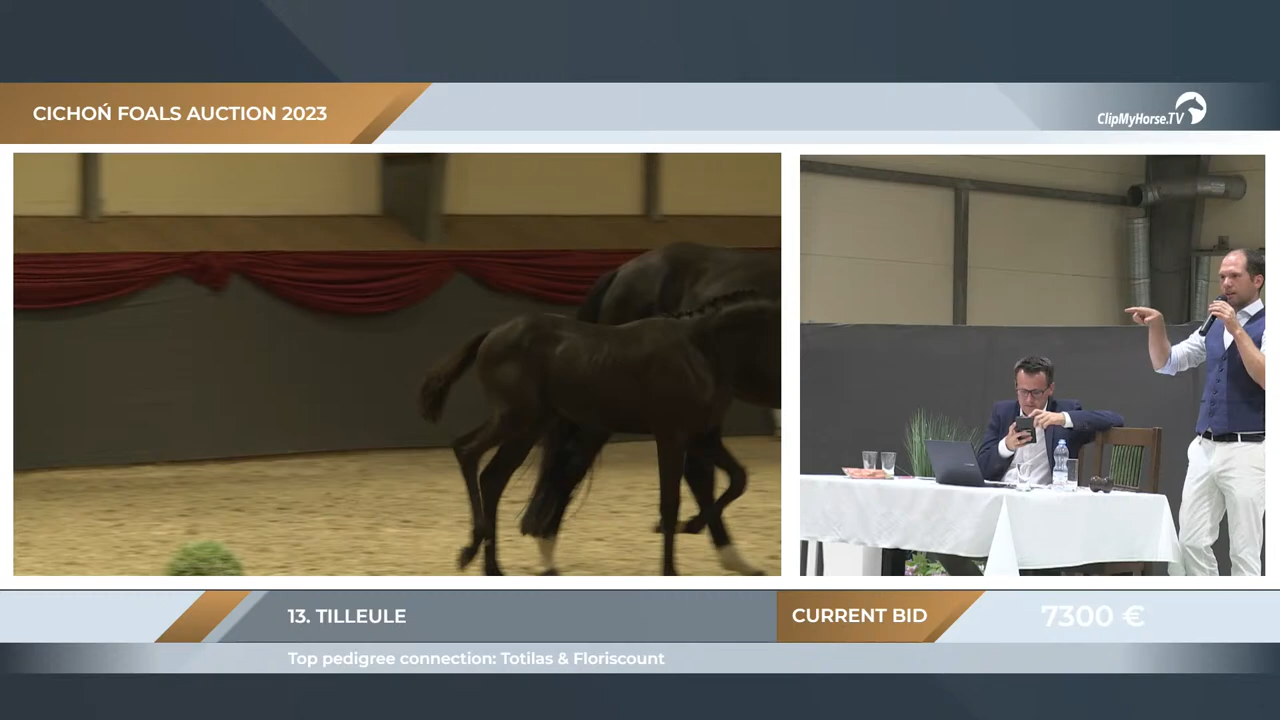 CICHOŃ FOALS AUCTION 2023
ClipMyHorse.TV
13. TILLEULE
CURRENT BID
7300 €
Top pedigree connection: Totilas & Floriscount